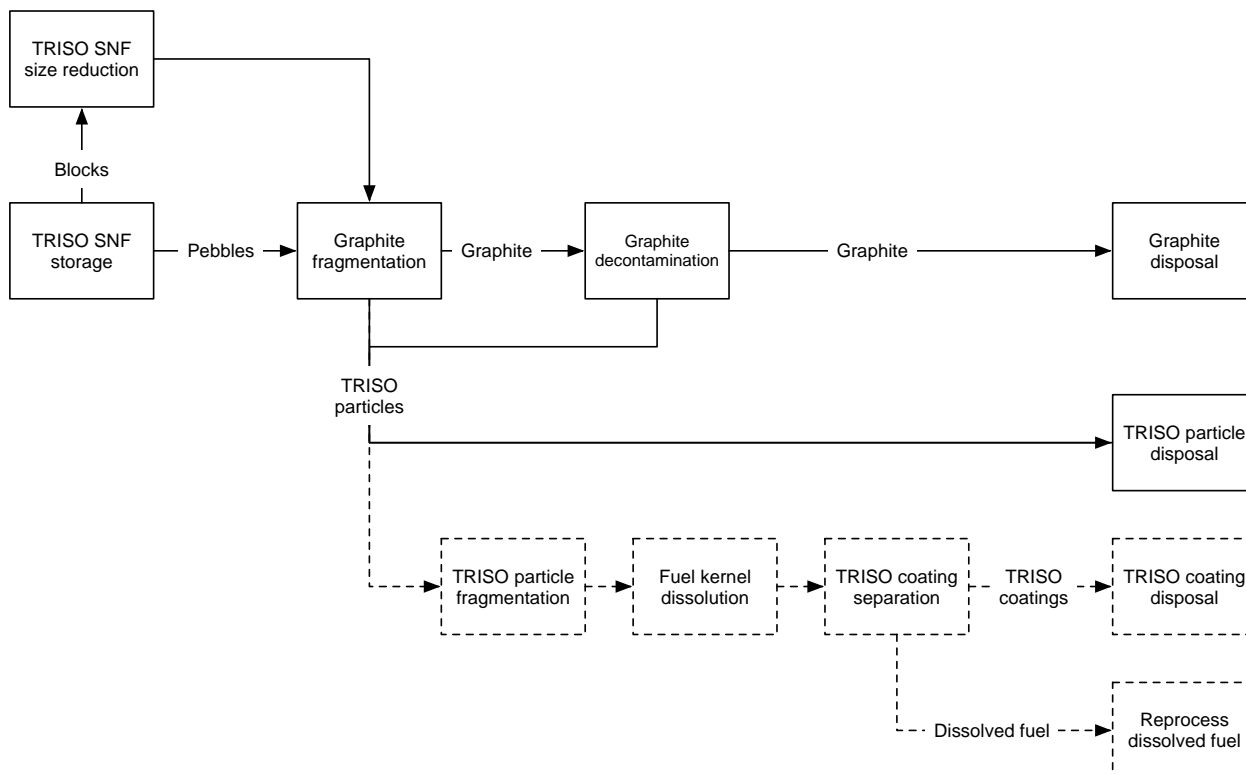 TRISO SNF
size reduction
Blocks
TRISO SNF
storage
Pebbles
Graphite
fragmentation
Graphite
Graphite
decontamination
Graphite
Graphite
disposal
TRISO
particles
TRISO particle
disposal
TRISO particle
fragmentation
Fuel kernel
dissolution
TRISO coating
separation
TRISO
coatings
TRISO coating
disposal
Dissolved fuel
Reprocess
dissolved fuel